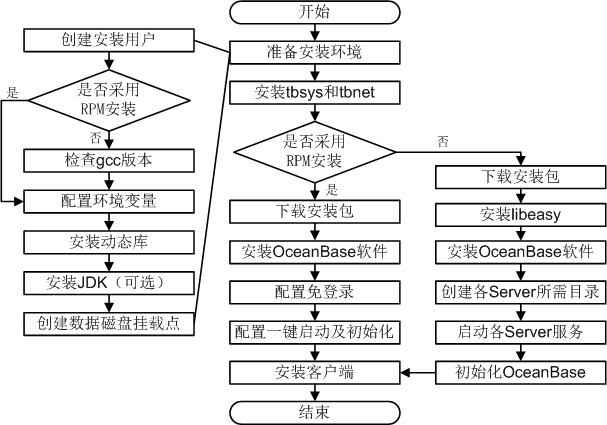 开始
创建安装用户
准备安装环境
是否采用
RPM安装
是
否
检查gcc版本
配置环境变量
安装动态库
安装JDK（可选）
创建数据磁盘挂载点
安装tbsys和tbnet
是否采用
RPM安装
是
否
下载安装包
安装OceanBase软件
配置免登录
配置一键启动及初始化
下载安装包
安装libeasy
安装OceanBase软件
创建各Server所需目录
启动各Server服务
初始化OceanBase
安装客户端
结束